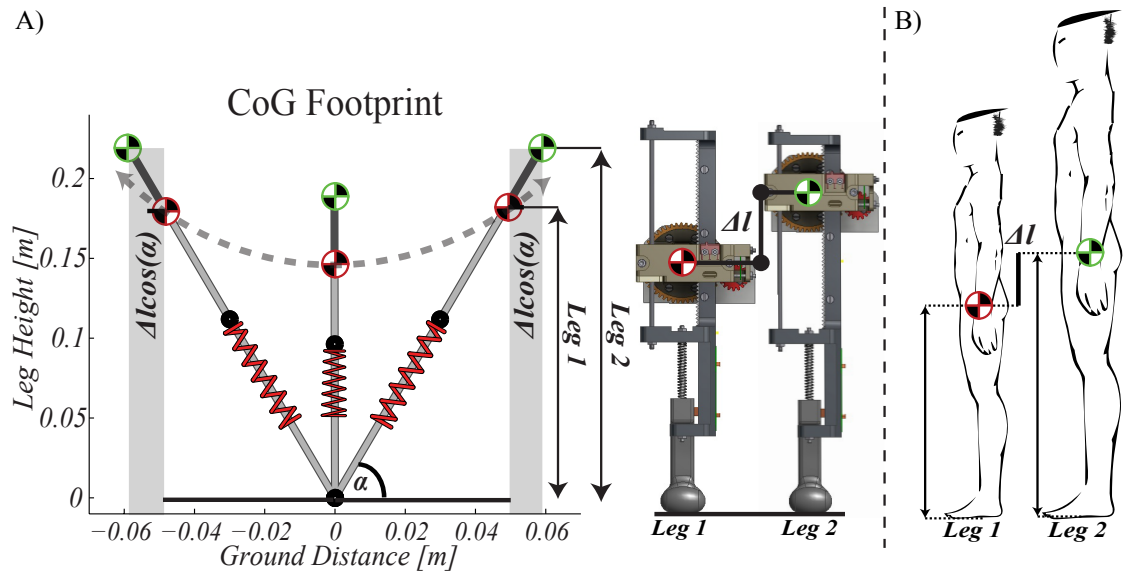 A)
B)
CoG Footprint
Leg Height [m]
0.2
0.15
0.1
0.05
0
Δlcos(α)
Δlcos(α)
Leg 1
Leg 2
α
−0.06 −0.04 −0.02 0 0.02 0.04 0.06
Ground Distance [m]
Δl
Leg 1 Leg 2
Δl
Leg 1 Leg 2